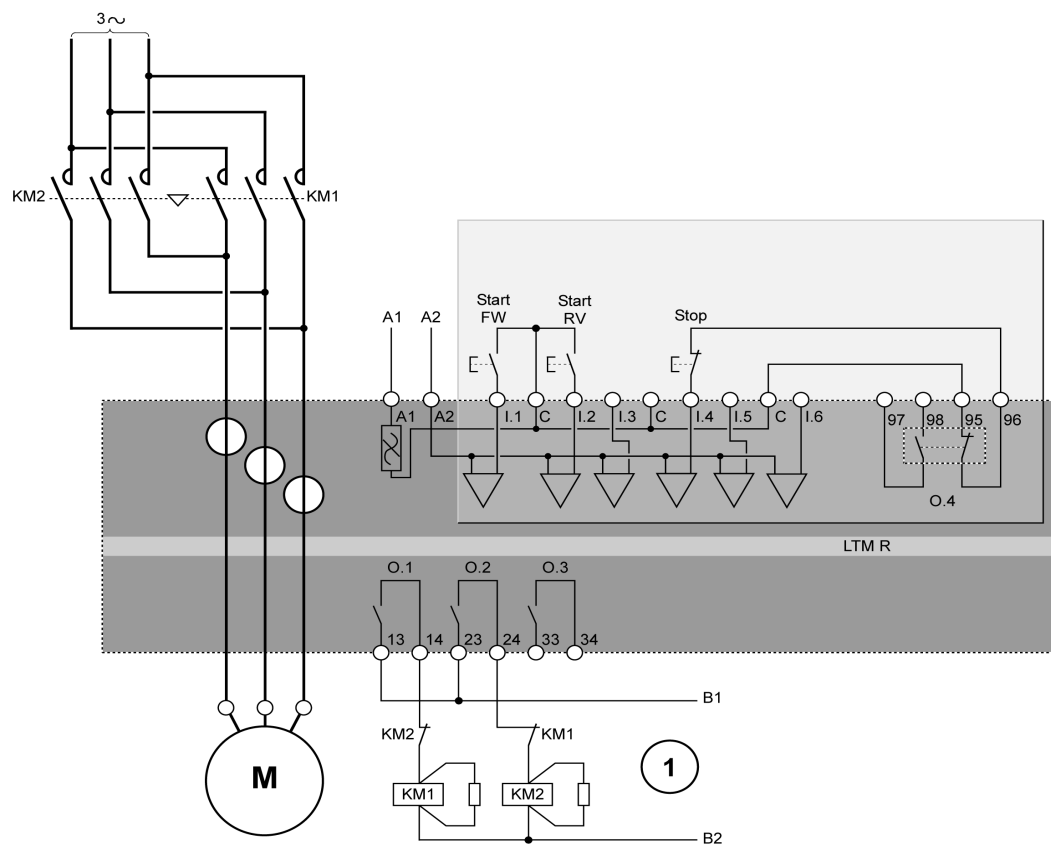 3∿
KM2
KM1
Start
FW
Start
RV
Stop
A1
A2
A1
A2
I.1
C
I.2
I.3
C
I.4
I.5
C
I.6
97
98
95
96
O.4
LTM R
O.1
O.2
O.3
13
14
23
24
33
34
B1
KM2
KM1
1
M
KM1
KM2
B2